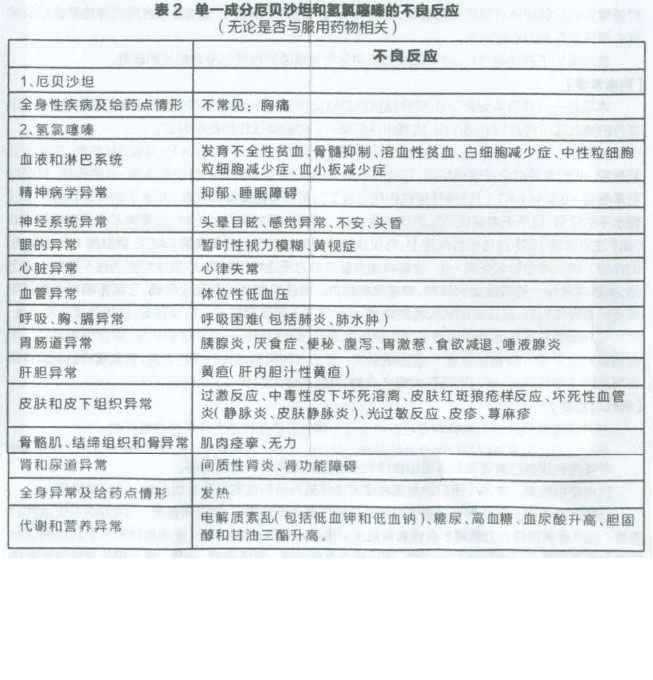 表2 单一成分厄贝沙坦和氢氯噻嗪的不良反应
（无论是否与服用药物相关）
不良反应
1、厄贝沙坦
全身性疾病及给药点情形 不常见：胸痛
2、氢氯噻嗪
血液和淋巴系统 发育不全性贫血、骨髓抑制、溶血性贫血、白细胞减少症、中性粒细胞
粒细胞减少症、血小板减少症
精神病学异常 抑郁、睡眠障碍
神经系统异常 头晕目眩、感觉异常、不安、头昏
眼的异常 暂时性视力模糊、黄视症
心脏异常 心律失常
血管异常 体位性低血压
呼吸、胸、膈异常 呼吸困难（包括肺炎、肺水肿）
胃肠道异常 胰腺炎，厌食症、便秘、腹泻、胃激惹、食欲减退、唾液腺炎
肝胆异常 黄疸（肝内胆汁性黄疸）
皮肤和皮下组织异常 过激反应、中毒性皮下坏死溶离、皮肤红斑狼疮样反应、坏死性血管
炎（静脉炎、皮肤静脉炎）、光过敏反应、皮疹、荨麻疹
骨骼肌、结缔组织和骨异常 肌肉痉挛、无力
肾和尿道异常 间质性肾炎、肾功能障碍
全身异常及给药点情形 发热
代谢和营养异常 电解质紊乱（包括低血钾和低血钠）、糖尿、高血糖、血尿酸升高、胆固
醇和甘油三酯升高。